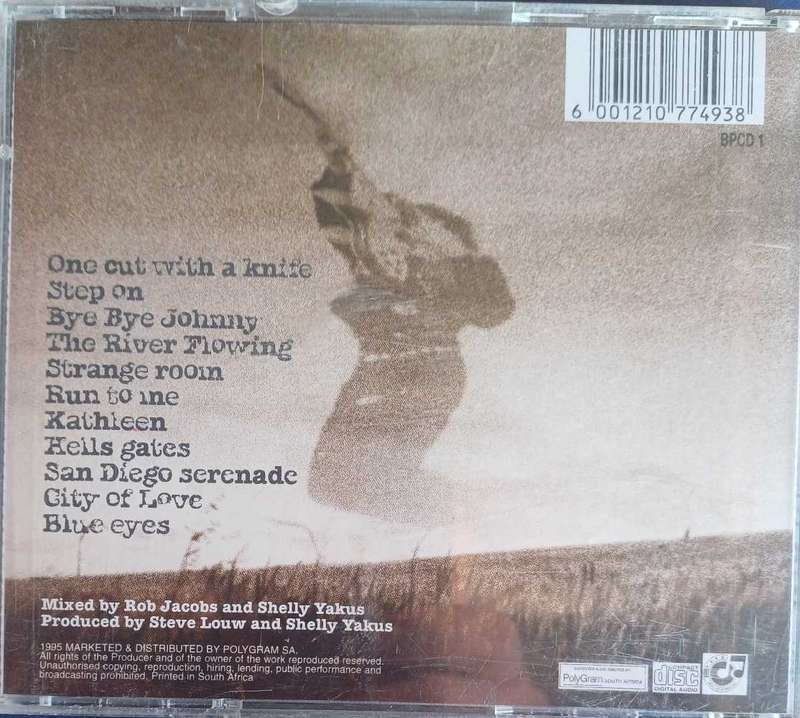 6 001210 774938
BPCD 1
One cut with a knife
Step on
Bye Bye Johnny
The River Flowing
Strange room
Run to me
Kathleen
Hells gates
San Diego serenade
City of Love
Blue eyes
Mixed by Rob Jacobs and Shelly Yakus
Produced by Steve Louw and Shelly Yakus
1995 MARKETED & DISTRIBUTED BY POLYGRAM SA.
All rights of the Producer and of the owner of the work reproduced reserved.
Unauthorised copying, reproduction, hiring, lending, public performance and
broadcasting prohibited. Printed in South Africa
PolyGram SOUTH AFRICA
COMPACT
disc
DIGITAL AUDIO